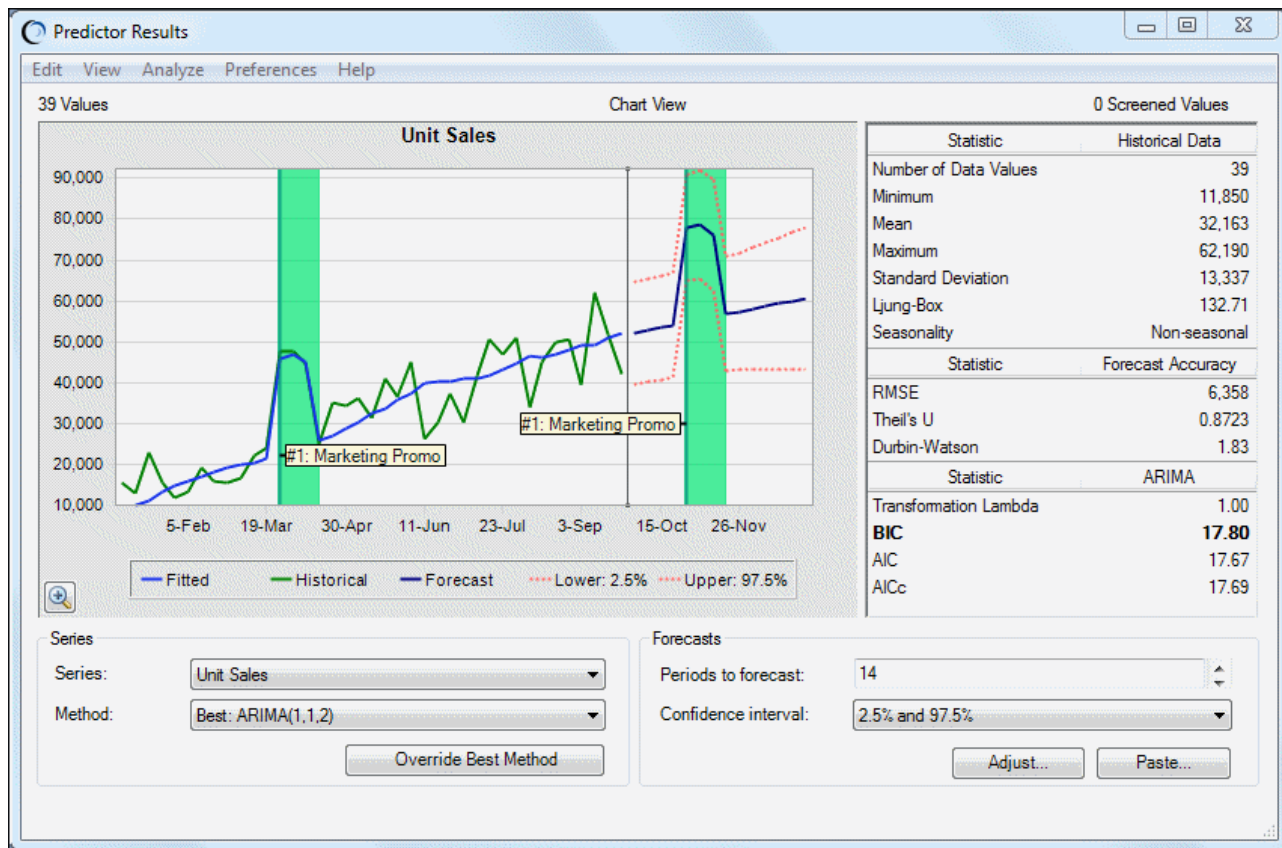 Predictor Results
Edit View Analyze Preferences Help
39 Values Chart View 0 Screened Values
Unit Sales
90,000
80,000
70,000
60,000
50,000
40,000
30,000
20,000
10,000
#1: Marketing Promo
#1: Marketing Promo
5-Feb 19-Mar 30-Apr 11-Jun 23-Jul 3-Sep 15-Oct 26-Nov
Fitted Historical Forecast Lower: 2.5% Upper: 97.5%
Statistic Historical Data
Number of Data Values 39
Minimum 11,850
Mean 32,163
Maximum 62,190
Standard Deviation 13,337
Ljung-Box 132.71
Seasonality Non-seasonal
Statistic Forecast Accuracy
RMSE 6,358
Theil's U 0.8723
Durbin-Watson 1.83
Statistic ARIMA
Transformation Lambda 1.00
BIC 17.80
AIC 17.67
AICc 17.69
Series
Series: Unit Sales
Method: Best: ARIMA(1,1,2)
Override Best Method
Forecasts
Periods to forecast: 14
Confidence interval: 2.5% and 97.5%
Adjust... Paste...